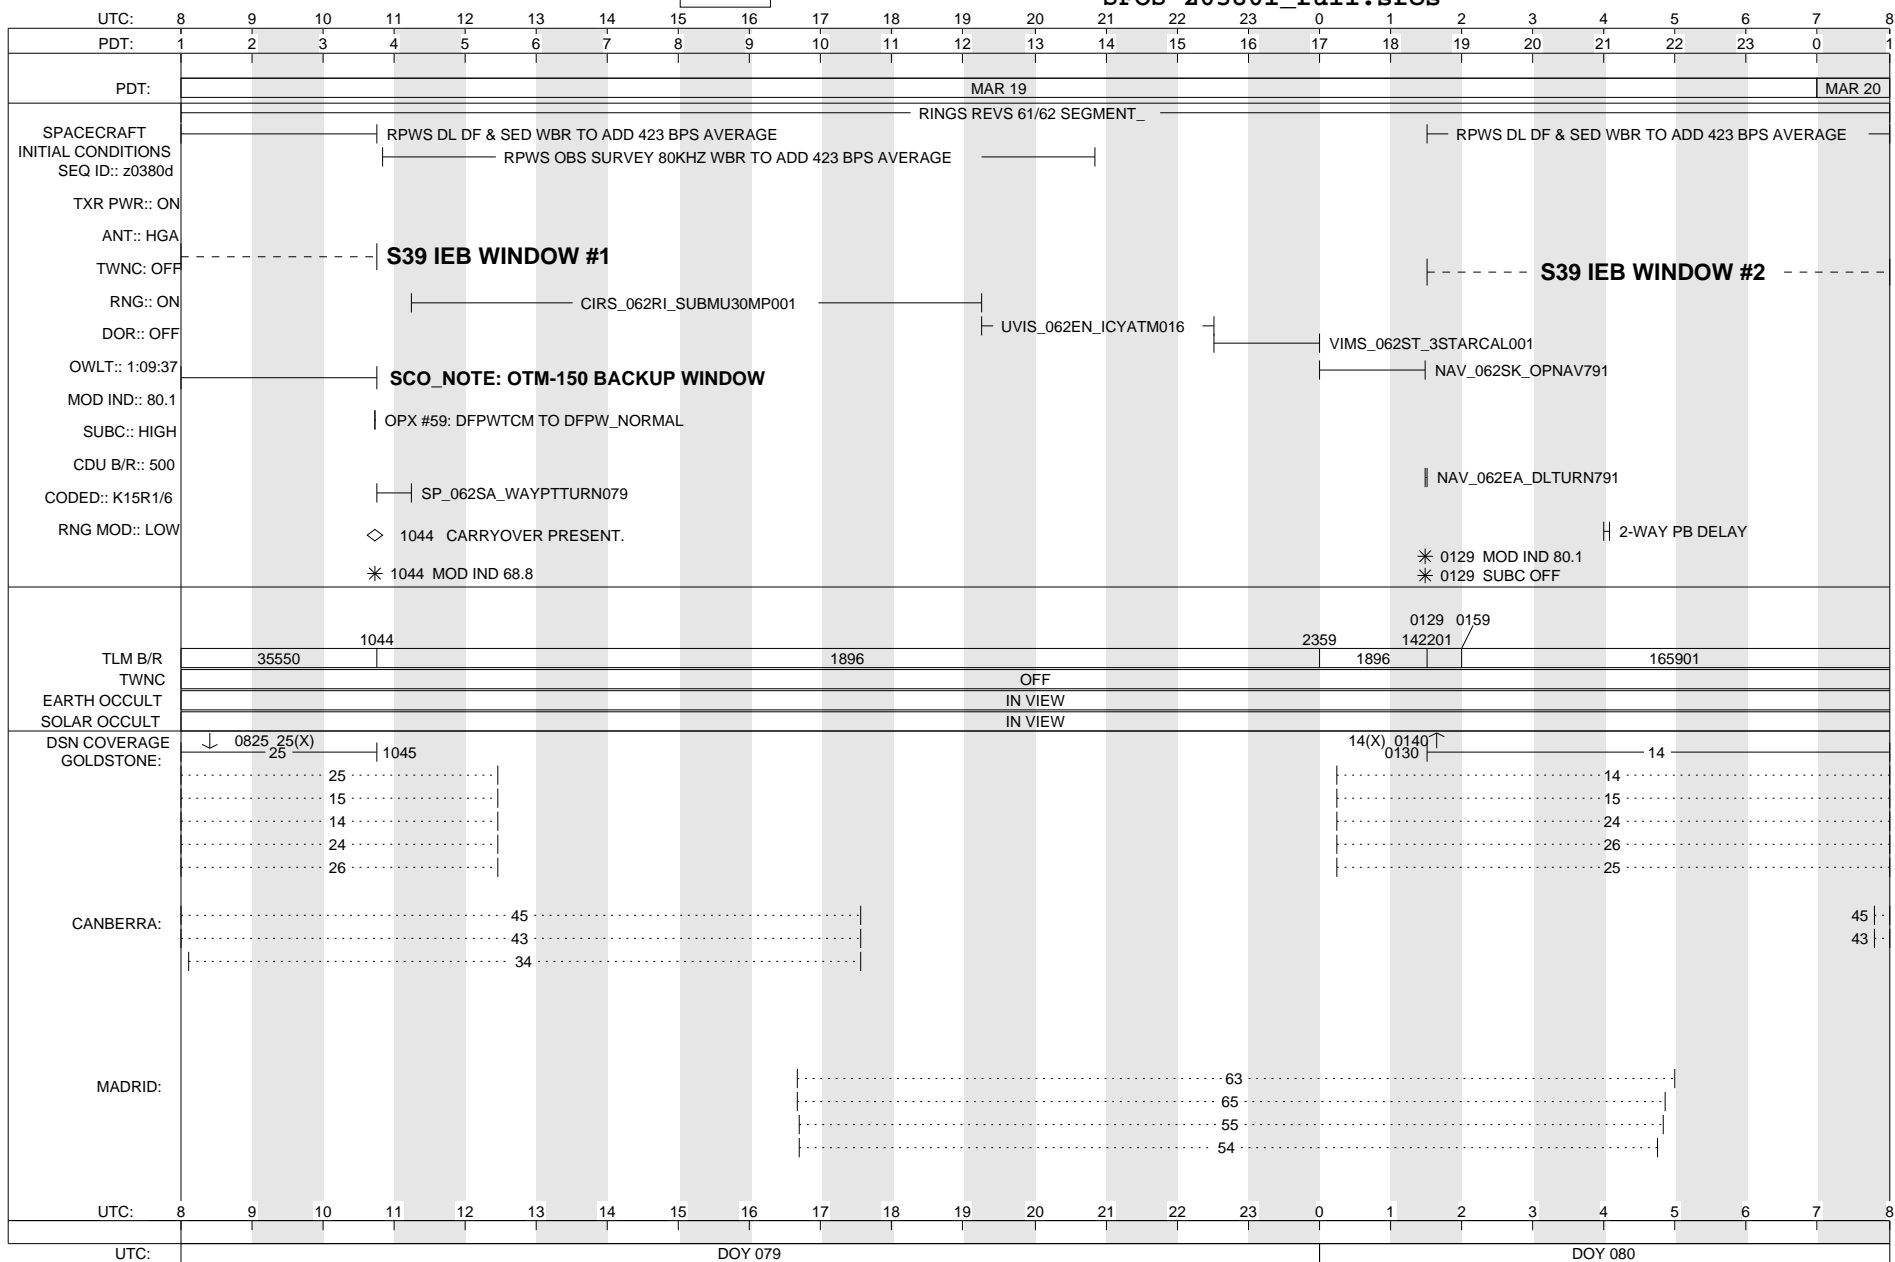 SFOS z0380i_full.sfos
UTC: 8 9 10 11 12 13 14 15 16 17 18 19 20 21 22 23 0 1 2 3 4 5 6 7 8
PDT: 1 2 3 4 5 6 7 8 9 10 11 12 13 14 15 16 17 18 19 20 21 22 23 0 1
PDT: MAR 19 MAR 20
RINGS REVS 61/62 SEGMENT_
SPACECRAFT RPWS DL DF & SED WBR TO ADD 423 BPS AVERAGE RPWS DL DF & SED WBR TO ADD 423 BPS AVERAGE
INITIAL CONDITIONS RPWS OBS SURVEY 80KHZ WBR TO ADD 423 BPS AVERAGE
SEQ ID:: z0380d
TXR PWR:: ON
ANT:: HGA
S39 IEB WINDOW #1
TWNC: OFF S39 IEB WINDOW #2
RNG:: ON CIRS_062RI_SUBMU30MP001
UVIS_062EN_ICYATM016
DOR:: OFF VIMS_062ST_3STARCAL001
OWLT:: 1:09:37 NAV_062SK_OPNAV791
SCO_NOTE: OTM-150 BACKUP WINDOW
MOD IND:: 80.1
OPX #59: DFPWTCM TO DFPW_NORMAL
SUBC:: HIGH
CDU B/R:: 500 NAV_062EA_DLTURN791
CODED:: K15R1/6 SP_062SA_WAYPTTURN079
RNG MOD:: LOW 1044 CARRYOVER PRESENT. 2-WAY PB DELAY
0129 MOD IND 80.1
1044 MOD IND 68.8 0129 SUBC OFF
0129 0159
1044 2359 142201
TLM B/R 35550 1896 1896 165901
TWNC OFF
EARTH OCCULT IN VIEW
SOLAR OCCULT IN VIEW
DSN COVERAGE 0825 25(X) 14(X) 0140
GOLDSTONE: 25 1045 0130 14
25 14
15 15
14 24
24 26
26 25
CANBERRA: 45 45
43 43
34
MADRID: 63
65
55
54
UTC: 8 9 10 11 12 13 14 15 16 17 18 19 20 21 22 23 0 1 2 3 4 5 6 7 8
UTC: DOY 079 DOY 080